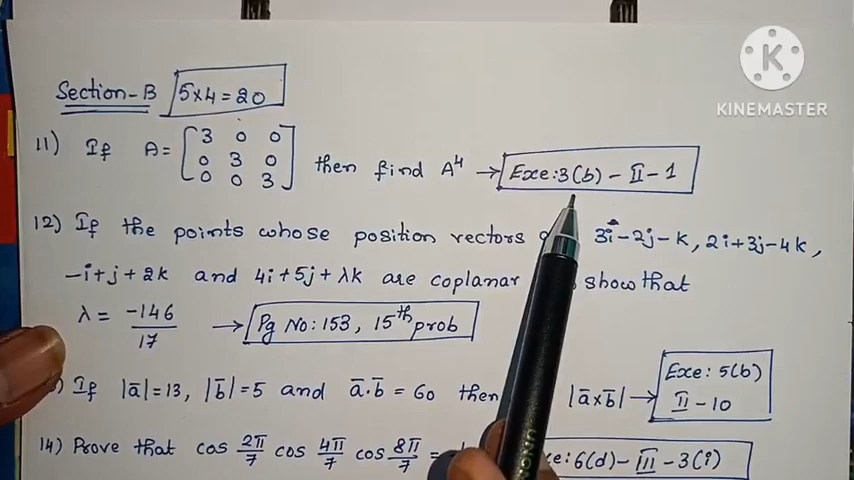 K
KINEMASTER
Section-B 5×4=20
11) If A= [3 0 0
0 3 0
0 0 3] then find A⁴ → Exe:3(b) - II - 1
12) If the points whose position vectors 3i-2j-k, 2i+3j-4k,
-i+j+2k and 4i+5j+λk are coplanar show that
λ = -146/17 → Pg No: 153, 15th prob
) If |a̅|=13, |b̅|=5 and a̅.b̅ = 60 then |a̅×b̅| → Exe: 5(b)
II - 10
14) Prove that cos 2π/7 cos 4π/7 cos 8π/7 = :6(d) - III - 3(i)